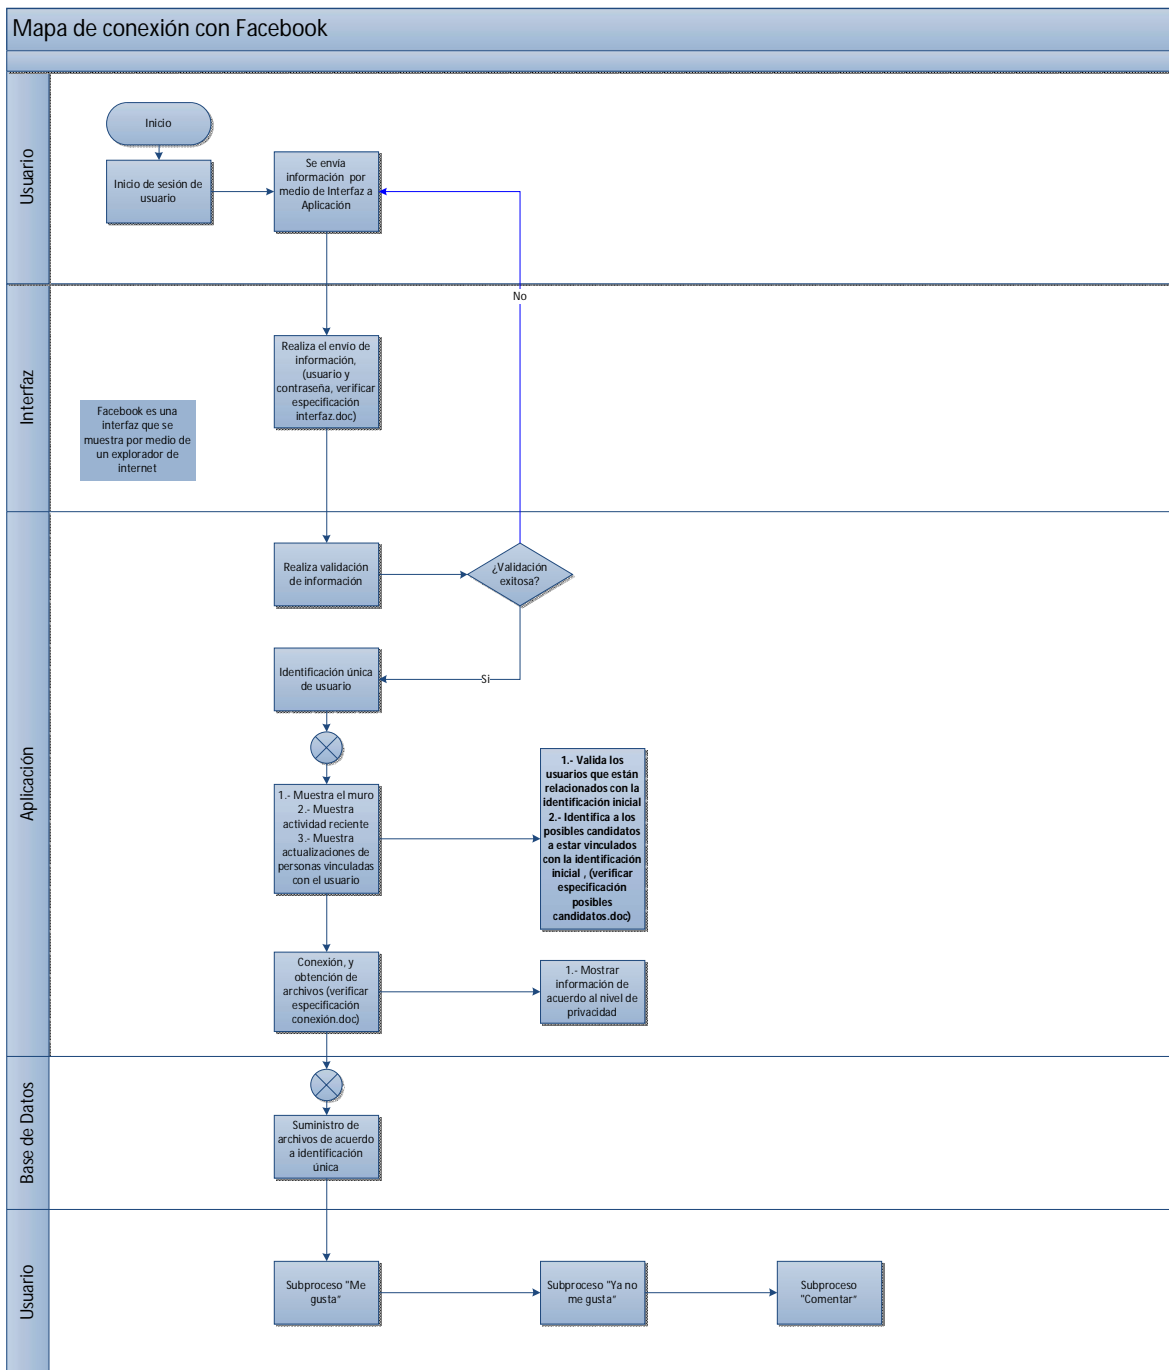 Mapa de conexión con Facebook
Usuario
Inicio
Inicio de sesión de
usuario
Se envía
información por
medio de Interfaz a
Aplicación
No
Interfaz
Realiza el envío de
información,
(usuario y
contraseña, verificar
especificación
interfaz.doc)
Facebook es una
interfaz que se
muestra por medio de
un explorador de
internet
Aplicación
Realiza validación
de información
¿Validación
exitosa?
Identificación única
de usuario
Si
1.- Muestra el muro
2.- Muestra
actividad reciente
3.- Muestra
actualizaciones de
personas vinculadas
con el usuario
1.- Valida los
usuarios que están
relacionados con la
identificación inicial
2.- Identifica a los
posibles candidatos
a estar vinculados
con la identificación
inicial , (verificar
especificación
posibles
candidatos.doc)
Conexión, y
obtención de
archivos (verificar
especificación
conexión.doc)
1.- Mostrar
información de
acuerdo al nivel de
privacidad
Base de Datos
Suministro de
archivos de acuerdo
a identificación
única
Usuario
Subproceso "Me
gusta"
Subproceso "Ya no
me gusta"
Subproceso
"Comentar"